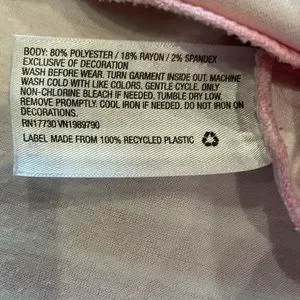 BODY: 80% POLYESTER / 18% RAYON / 2% SPANDEX
EXCLUSIVE OF DECORATION
WASH BEFORE WEAR. TURN GARMENT INSIDE OUT. MACHINE
WASH COLD WITH LIKE COLORS. GENTLE CYCLE. ONLY
NON-CHLORINE BLEACH IF NEEDED. TUMBLE DRY LOW.
REMOVE PROMPTLY. COOL IRON IF NEEDED. DO NOT IRON ON
DECORATIONS.
RN17730 VN1989790
LABEL MADE FROM 100% RECYCLED PLASTIC